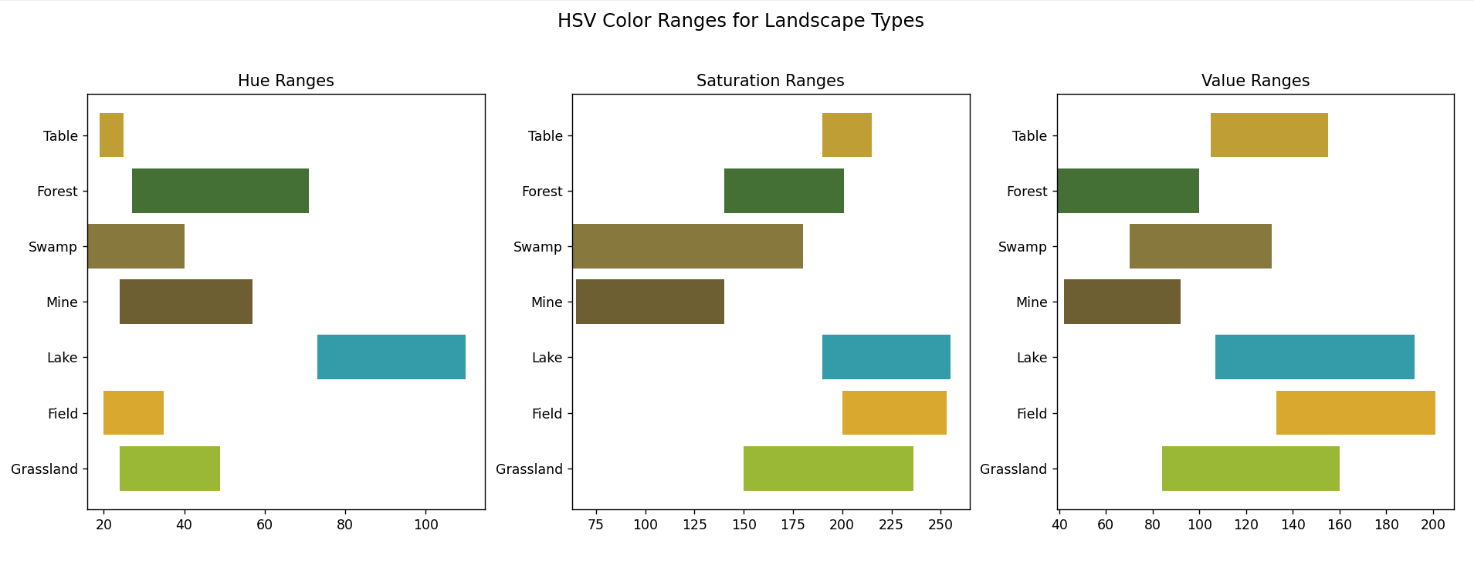 HSV Color Ranges for Landscape Types
Hue Ranges
Table
Forest
Swamp
Mine
Lake
Field
Grassland
20 40 60 80 100
Saturation Ranges
Table
Forest
Swamp
Mine
Lake
Field
Grassland
75 100 125 150 175 200 225 250
Value Ranges
Table
Forest
Swamp
Mine
Lake
Field
Grassland
40 60 80 100 120 140 160 180 200